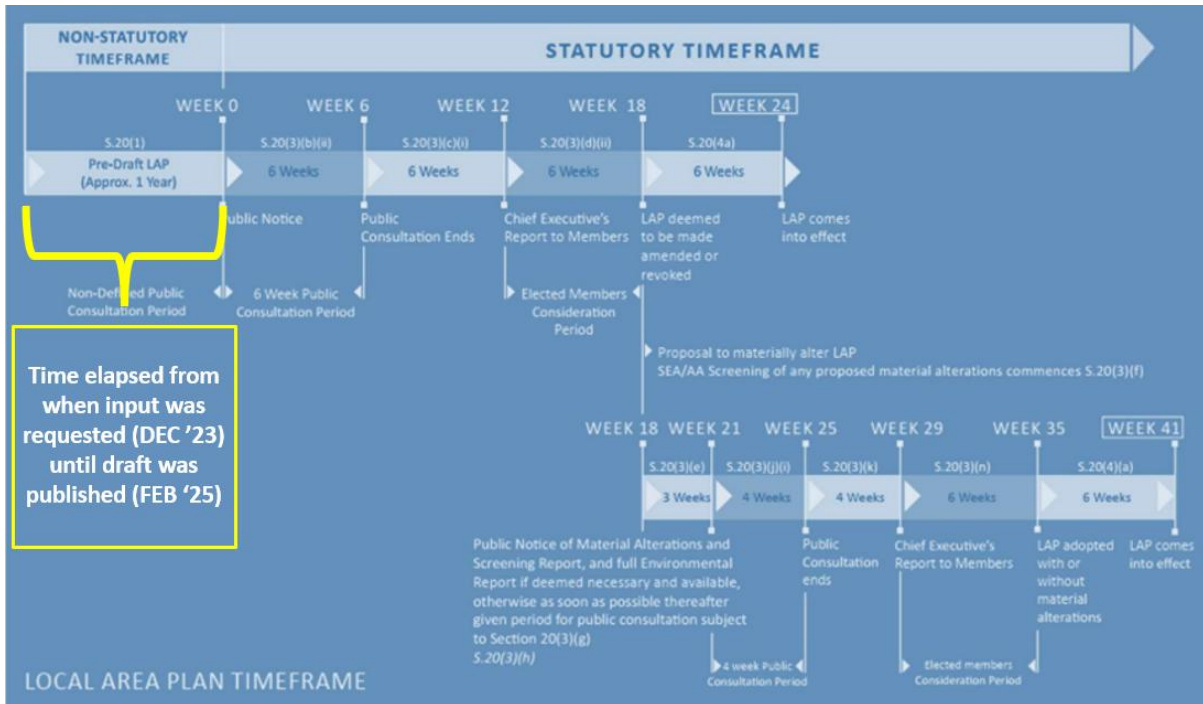 NON-STATUTORY
TIMEFRAME
STATUTORY TIMEFRAME
WEEK 0
WEEK 6
WEEK 12
WEEK 18
WEEK 24
S.20(1)
S.20(3)(b)(ii)
S.20(3)(c)(i)
S.20(3)(d)(ii)
S.20(4a)
Pre-Draft LAP
(Approx. 1 Year)
6 Weeks
6 Weeks
6 Weeks
6 Weeks
Public Notice
Public
Consultation Ends
Chief Executive's
Report to Members
LAP deemed
to be made
amended or
revoked
LAP comes
into effect
Non-Defined Public
Consultation Period
6 Week Public
Consultation Period
Elected Members
Consideration
Period
Time elapsed from
when input was
requested (DEC ’23)
until draft was
published (FEB ‘25)
Proposal to materially alter LAP
SEA/AA Screening of any proposed material alterations commences S.20(3)(f)
WEEK 18
WEEK 21
WEEK 25
WEEK 29
WEEK 35
WEEK 41
S.20(3)(e)
S.20(3)(j)(i)
S.20(3)(k)
S.20(3)(n)
S.20(4)(a)
3 Weeks
4 Weeks
4 Weeks
6 Weeks
6 Weeks
Public Notice of Material Alterations and
Screening Report, and full Environmental
Report if deemed necessary and available,
otherwise as soon as possible thereafter
given period for public consultation subject
to Section 20(3)(g)
S.20(3)(h)
Public
Consultation
ends
Chief Executive's
Report to Members
LAP adopted
with or
without
material
alterations
LAP comes
into effect
4 week Public
Consultation Period
Elected members
Consideration Period
LOCAL AREA PLAN TIMEFRAME